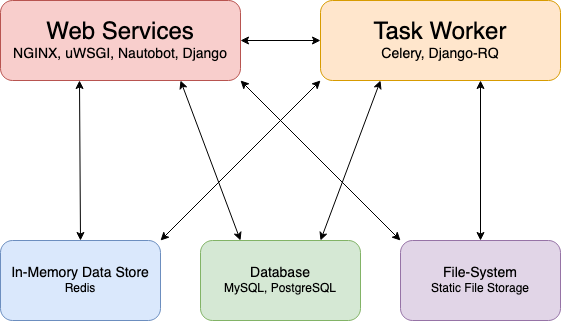 Web Services
NGINX, uWSGI, Nautobot, Django
Task Worker
Celery, Django-RQ
In-Memory Data Store
Redis
Database
MySQL, PostgreSQL
File-System
Static File Storage